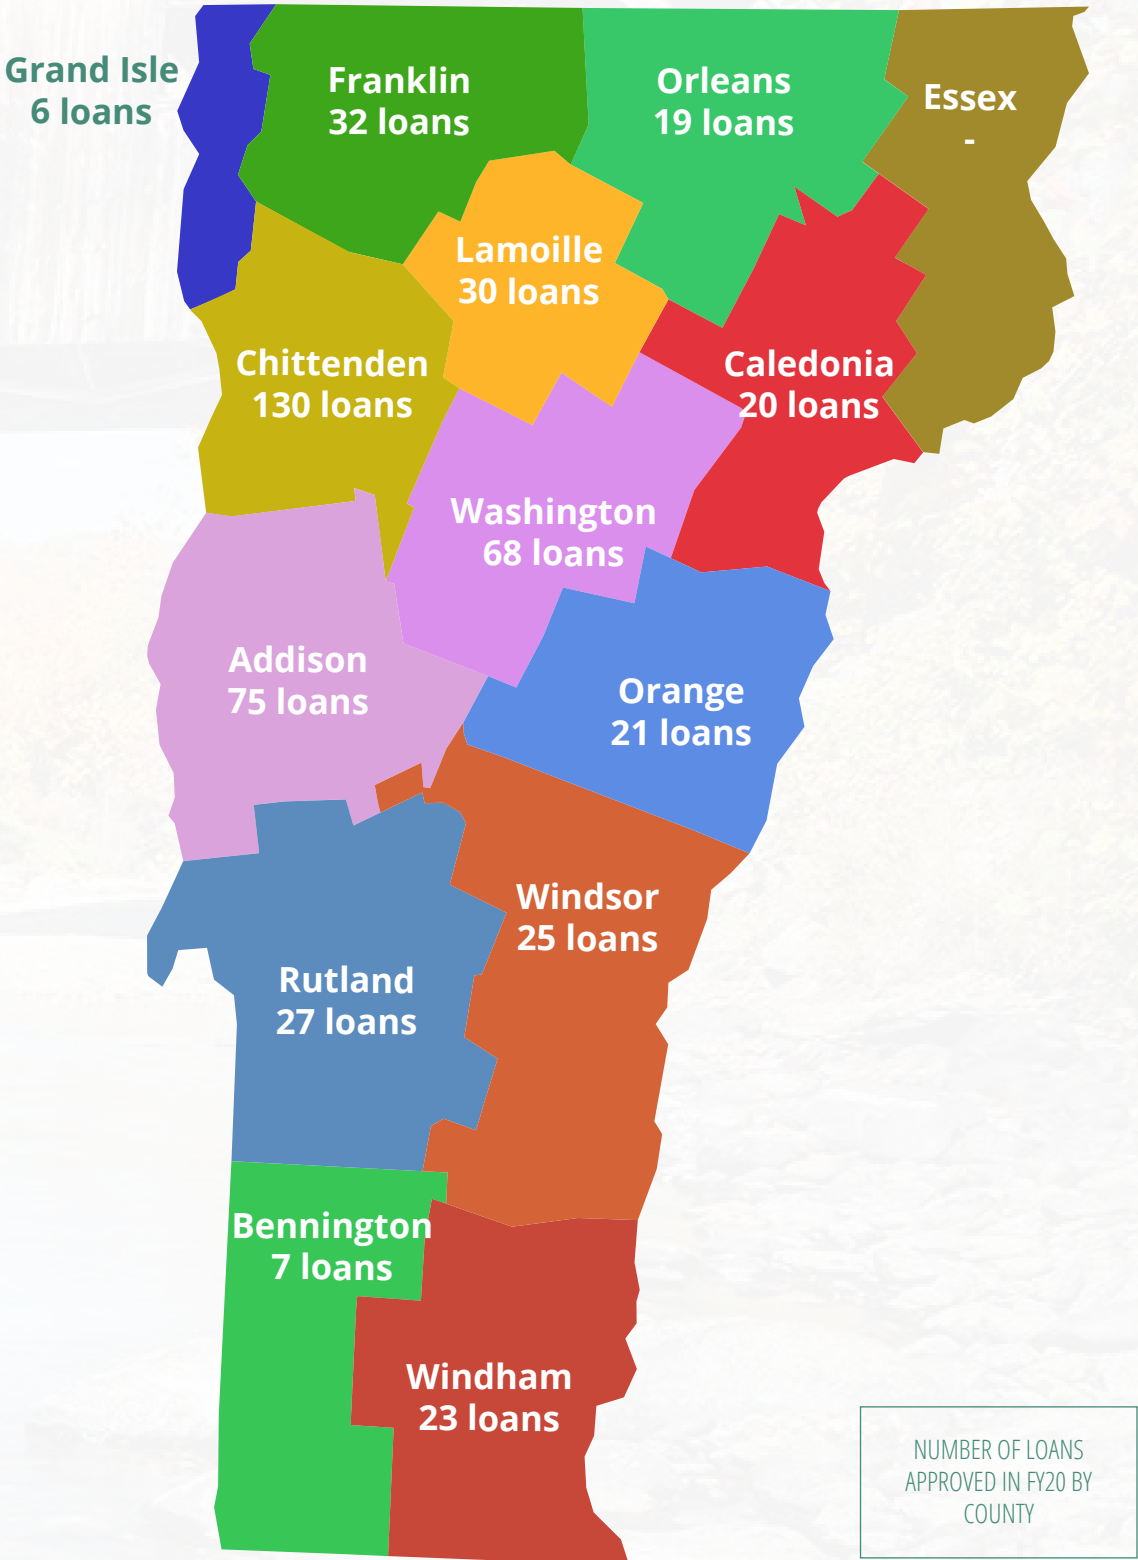 Grand Isle
6 loans
Franklin
32 loans
Orleans
19 loans
Essex
-
Lamoille
30 loans
Chittenden
130 loans
Caledonia
20 loans
Washington
68 loans
Addison
75 loans
Orange
21 loans
Windsor
25 loans
Rutland
27 loans
Bennington
7 loans
Windham
23 loans
NUMBER OF LOANS
APPROVED IN FY20 BY
COUNTY